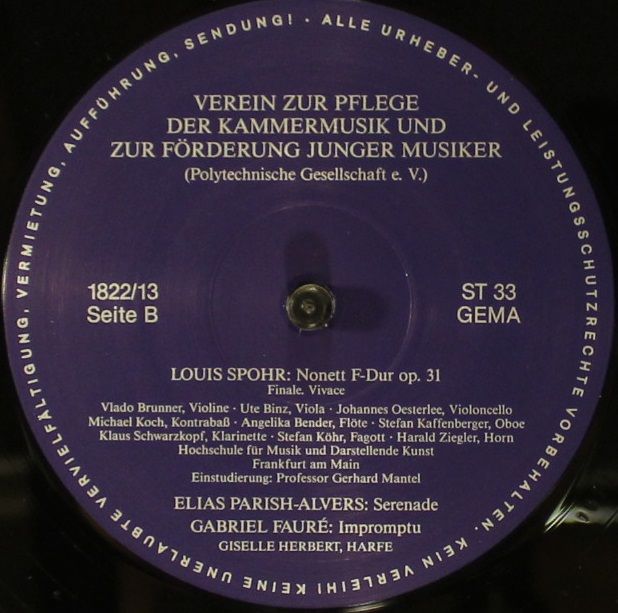 VEREIN ZUR PFLEGE
DER KAMMERMUSIK UND
ZUR FÖRDERUNG JUNGER MUSIKER
(Polytechnische Gesellschaft e. V.)
1822/13
Seite B
ST 33
GEMA
LOUIS SPOHR: Nonett F-Dur op. 31
Finale. Vivace
Vlado Brunner, Violine · Ute Binz, Viola · Johannes Oesterlee, Violoncello
Michael Koch, Kontrabaß · Angelika Bender, Flöte · Stefan Kaffenberger, Oboe
Klaus Schwarzkopf, Klarinette · Stefan Köhr, Fagott · Harald Ziegler, Horn
Hochschule für Musik und Darstellende Kunst
Frankfurt am Main
Einstudierung: Professor Gerhard Mantel
ELIAS PARISH-ALVERS: Serenade
GABRIEL FAURÉ: Impromptu
GISELLE HERBERT, HARFE
ALLE URHEBER- UND LEISTUNGSSCHUTZRECHTE VORBEHALTEN. KEIN VERLEIH! KEINE UNERLAUBTE VERVIELFÄLTIGUNG, VERMIETUNG, AUFFÜHRUNG, SENDUNG! ·